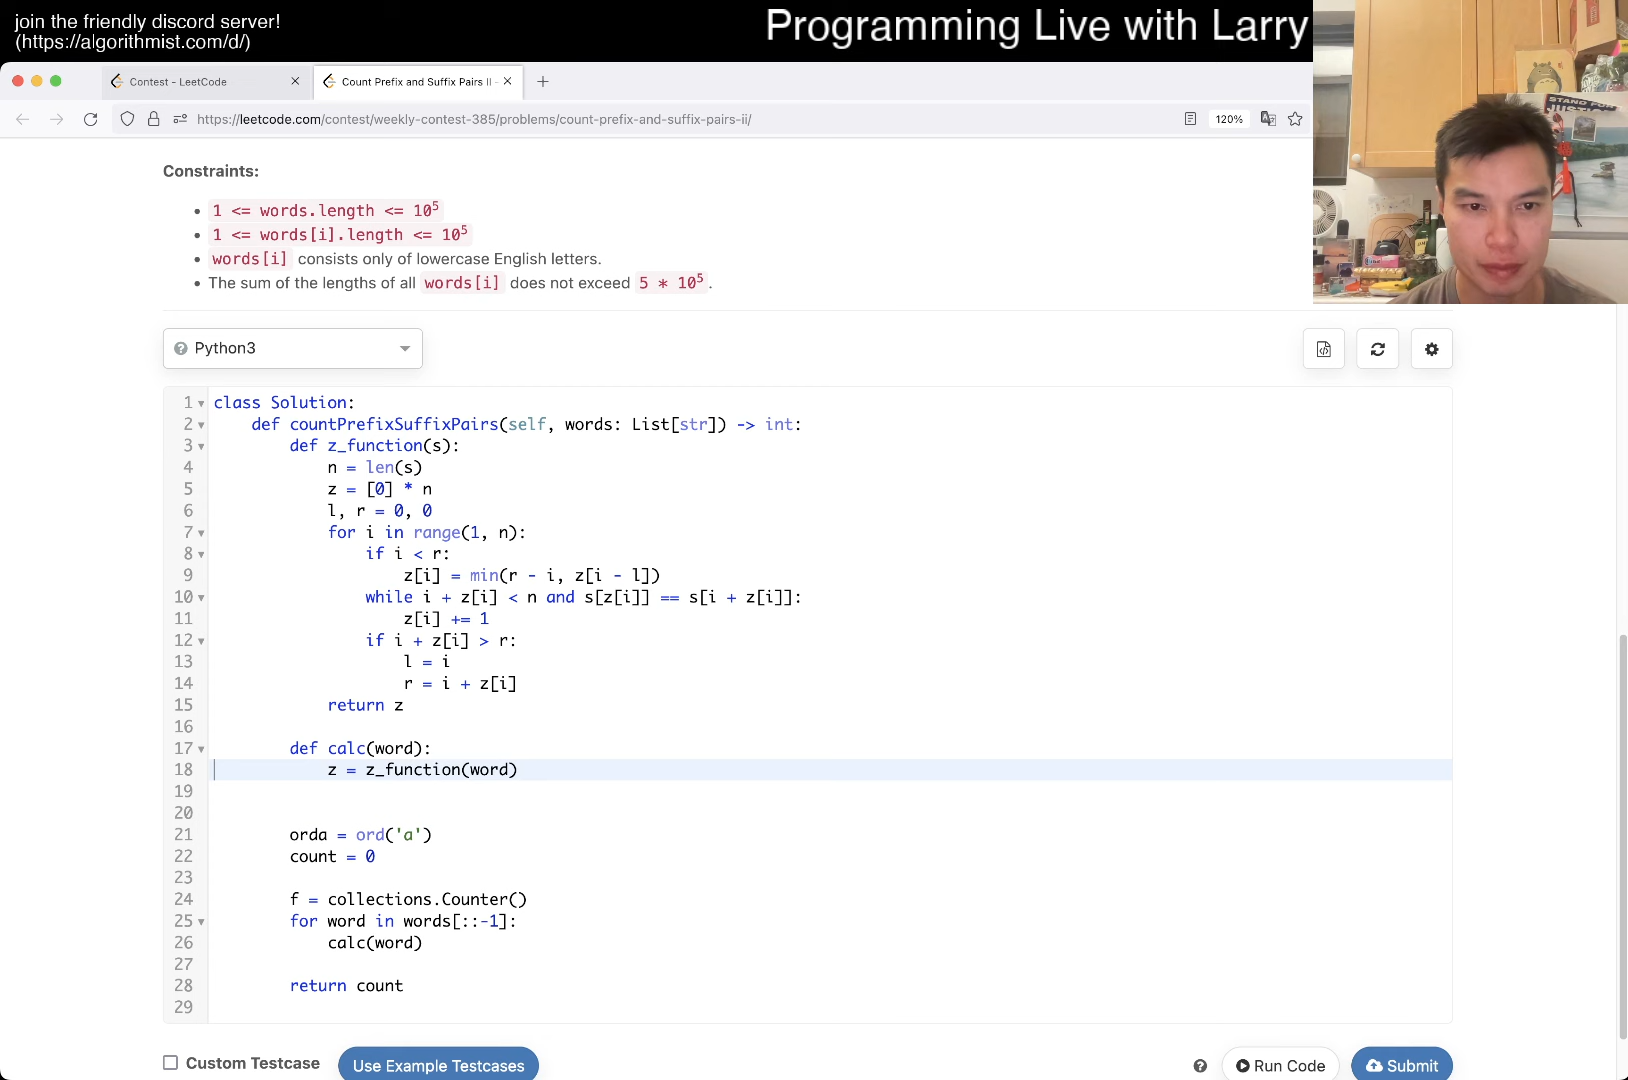 join the friendly discord server!
(https://algorithmist.com/d/)
Programming Live with Larry
Contest - LeetCode
Count Prefix and Suffix Pairs II -
https://leetcode.com/contest/weekly-contest-385/problems/count-prefix-and-suffix-pairs-ii/
120%
STAND FOR
JUSTICE
Constraints:
• 1 <= words.length <= 10⁵
• 1 <= words[i].length <= 10⁵
• words[i] consists only of lowercase English letters.
• The sum of the lengths of all words[i] does not exceed 5 * 10⁵.
Python3
1 class Solution:
2     def countPrefixSuffixPairs(self, words: List[str]) -> int:
3         def z_function(s):
4             n = len(s)
5             z = [0] * n
6             l, r = 0, 0
7             for i in range(1, n):
8                 if i < r:
9                     z[i] = min(r - i, z[i - l])
10                 while i + z[i] < n and s[z[i]] == s[i + z[i]]:
11                     z[i] += 1
12                 if i + z[i] > r:
13                     l = i
14                     r = i + z[i]
15             return z
16
17         def calc(word):
18             z = z_function(word)
19
20
21         orda = ord('a')
22         count = 0
23
24         f = collections.Counter()
25         for word in words[::-1]:
26             calc(word)
27
28         return count
29
Custom Testcase
Use Example Testcases
Run Code
Submit